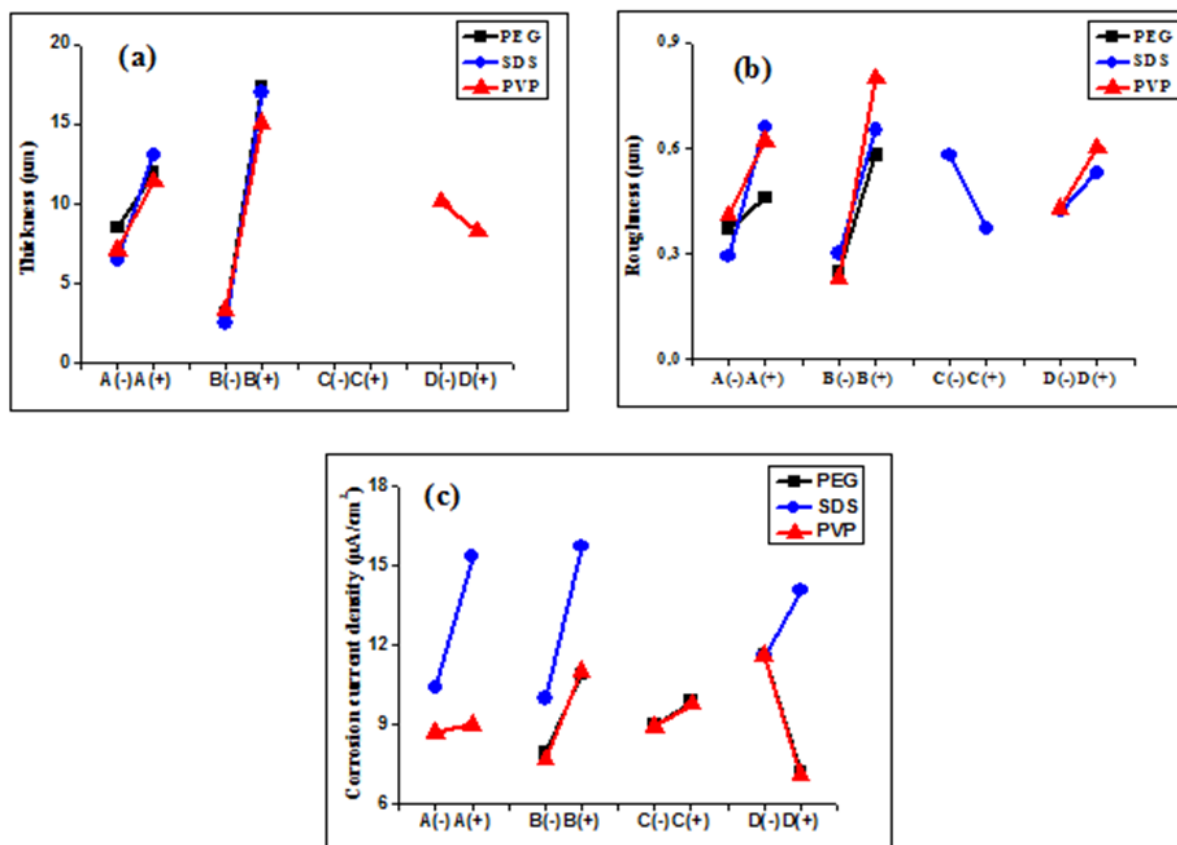 (a)
PEG
SDS
PVP
Thickness (µm)
20
15
10
5
0
A(-)A(+) B(-)B(+) C(-)C(+) D(-)D(+)
(b)
PEG
SDS
PVP
Roughness (µm)
0.9
0.6
0.3
0.0
A(-)A(+) B(-)B(+) C(-)C(+) D(-)D(+)
(c)
PEG
SDS
PVP
Corrosion current density (µA/cm²)
18
15
12
9
6
A(-)A(+) B(-)B(+) C(-)C(+) D(-)D(+)